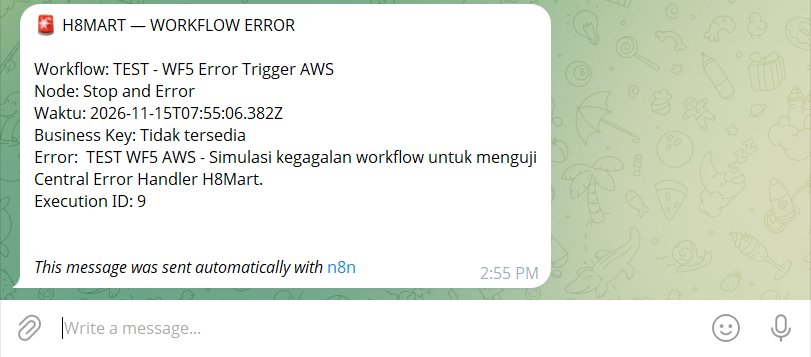 🚨 H8MART — WORKFLOW ERROR
Workflow: TEST - WF5 Error Trigger AWS
Node: Stop and Error
Waktu: 2026-11-15T07:55:06.382Z
Business Key: Tidak tersedia
Error:  TEST WF5 AWS - Simulasi kegagalan workflow untuk menguji
Central Error Handler H8Mart.
Execution ID: 9
This message was sent automatically with n8n
2:55 PM
Write a message...